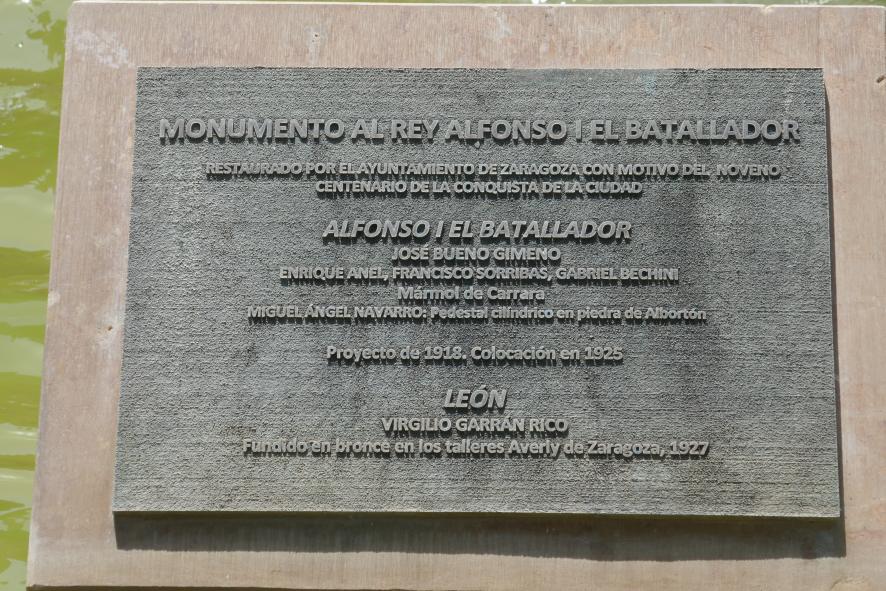 MONUMENTO AL REY ALFONSO I EL BATALLADOR
RESTAURADO POR EL AYUNTAMIENTO DE ZARAGOZA CON MOTIVO DEL NOVENO
CENTENARIO DE LA CONQUISTA DE LA CIUDAD
ALFONSO I EL BATALLADOR
JOSÉ BUENO GIMENO
ENRIQUE ANEL, FRANCISCO SORRIBAS, GABRIEL BECHINI
Mármol de Carrara
MIGUEL ÁNGEL NAVARRO: Pedestal cilíndrico en piedra de Albortón
Proyecto de 1918. Colocación en 1925
LEÓN
VIRGILIO GARRÁN RICO
Fundido en bronce en los talleres Averly de Zaragoza, 1927